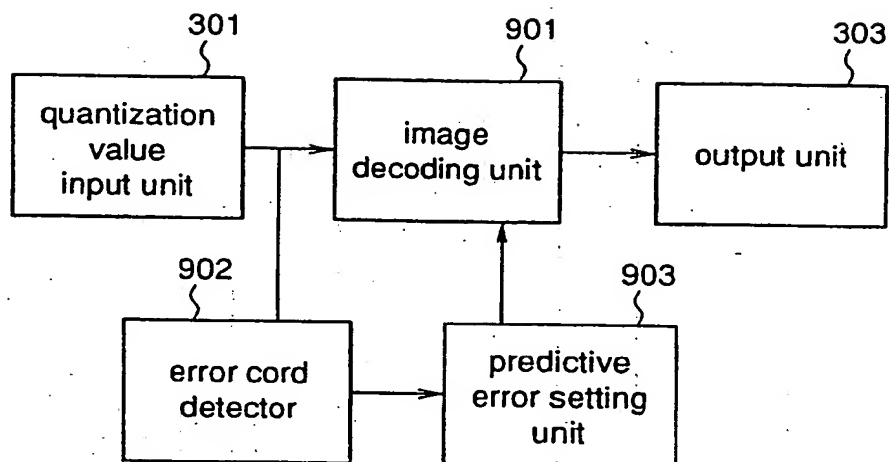 301
901
303
quantization
value
input unit
image
decoding unit
output unit
902
903
error cord
detector
predictive
error setting
unit